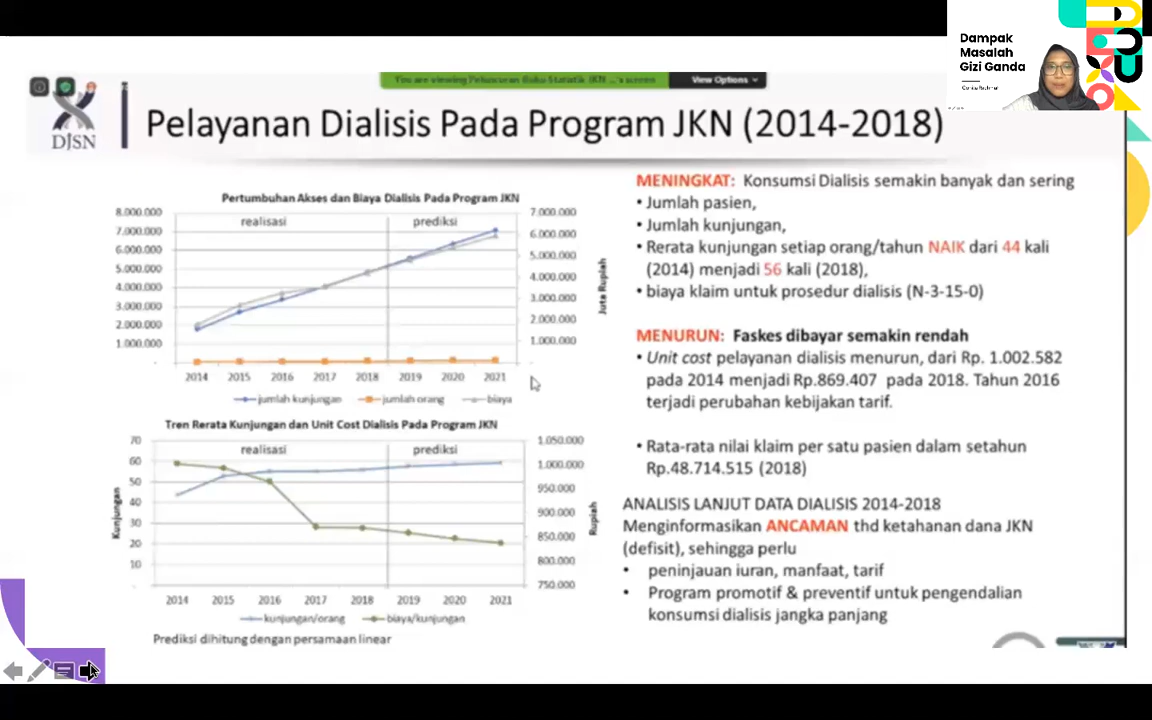 Dampak
Masalah
Gizi Ganda
You are viewing Peluncuran Buku Statistik JKN ...'s screen
View Options
DJSN
Pelayanan Dialisis Pada Program JKN (2014-2018)
Pertumbuhan Akses dan Biaya Dialisis Pada Program JKN
8.000.000
7.000.000
6.000.000
5.000.000
4.000.000
3.000.000
2.000.000
1.000.000
-
realisasi
prediksi
7.000.000
6.000.000
5.000.000
4.000.000
3.000.000
2.000.000
1.000.000
-
Juta Rupiah
2014 2015 2016 2017 2018 2019 2020 2021
jumlah kunjungan jumlah orang biaya
Tren Rerata Kunjungan dan Unit Cost Dialisis Pada Program JKN
Kunjungan
70
60
50
40
30
20
10
-
realisasi
prediksi
1.050.000
1.000.000
950.000
900.000
850.000
800.000
750.000
Rupiah
2014 2015 2016 2017 2018 2019 2020 2021
kunjungan/orang biaya/kunjungan
Prediksi dihitung dengan persamaan linear
MENINGKAT: Konsumsi Dialisis semakin banyak dan sering
• Jumlah pasien,
• Jumlah kunjungan,
• Rerata kunjungan setiap orang/tahun NAIK dari 44 kali
(2014) menjadi 56 kali (2018),
• biaya klaim untuk prosedur dialisis (N-3-15-0)
MENURUN: Faskes dibayar semakin rendah
• Unit cost pelayanan dialisis menurun, dari Rp. 1.002.582
pada 2014 menjadi Rp.869.407 pada 2018. Tahun 2016
terjadi perubahan kebijakan tarif.
• Rata-rata nilai klaim per satu pasien dalam setahun
Rp.48.714.515 (2018)
ANALISIS LANJUT DATA DIALISIS 2014-2018
Menginformasikan ANCAMAN thd ketahanan dana JKN
(defisit), sehingga perlu
• peninjauan iuran, manfaat, tarif
• Program promotif & preventif untuk pengendalian
konsumsi dialisis jangka panjang